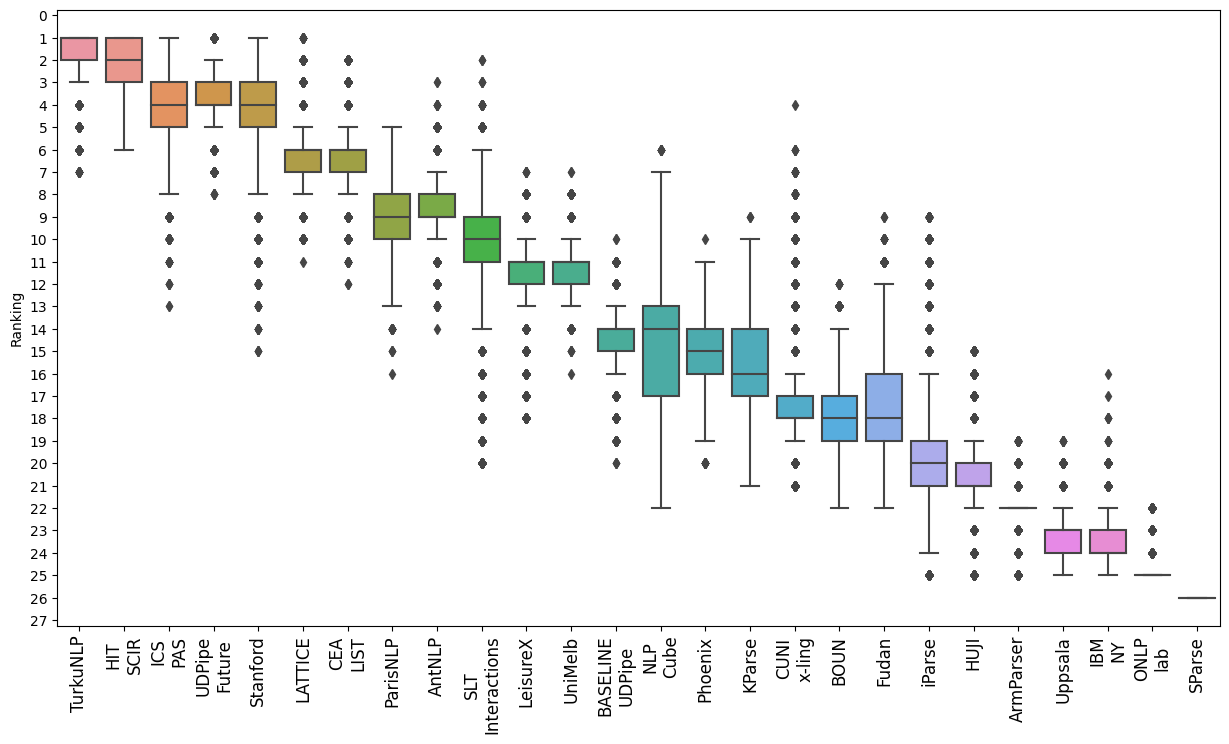 0
1
2
3
4
5
6
7
8
9
10
11
12
13
14
15
16
17
18
19
20
21
22
23
24
25
26
27
Ranking
TurkuNLP
HIT
SCIR
ICS
PAS
UDPipe
Future
Stanford
LATTICE
CEA
LIST
ParisNLP
AntNLP
SLT
Interactions
LeisureX
UniMelb
BASELINE
UDPipe
NLP
Cube
Phoenix
KParse
CUNI
x-ling
BOUN
Fudan
iParse
HUJI
ArmParser
Uppsala
IBM
NY
ONLP
lab
SParse